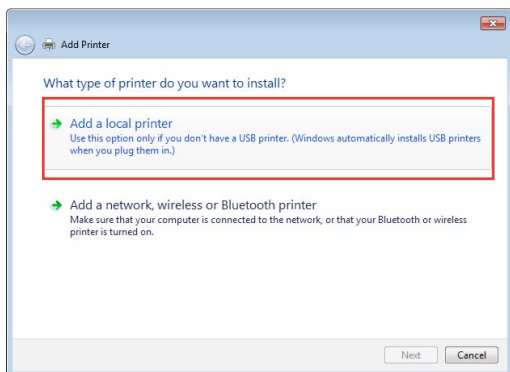 Add Printer
What type of printer do you want to install?
Add a local printer
Use this option only if you don't have a USB printer. (Windows automatically installs USB printers
when you plug them in.)
Add a network, wireless or Bluetooth printer
Make sure that your computer is connected to the network, or that your Bluetooth or wireless
printer is turned on.
Next Cancel